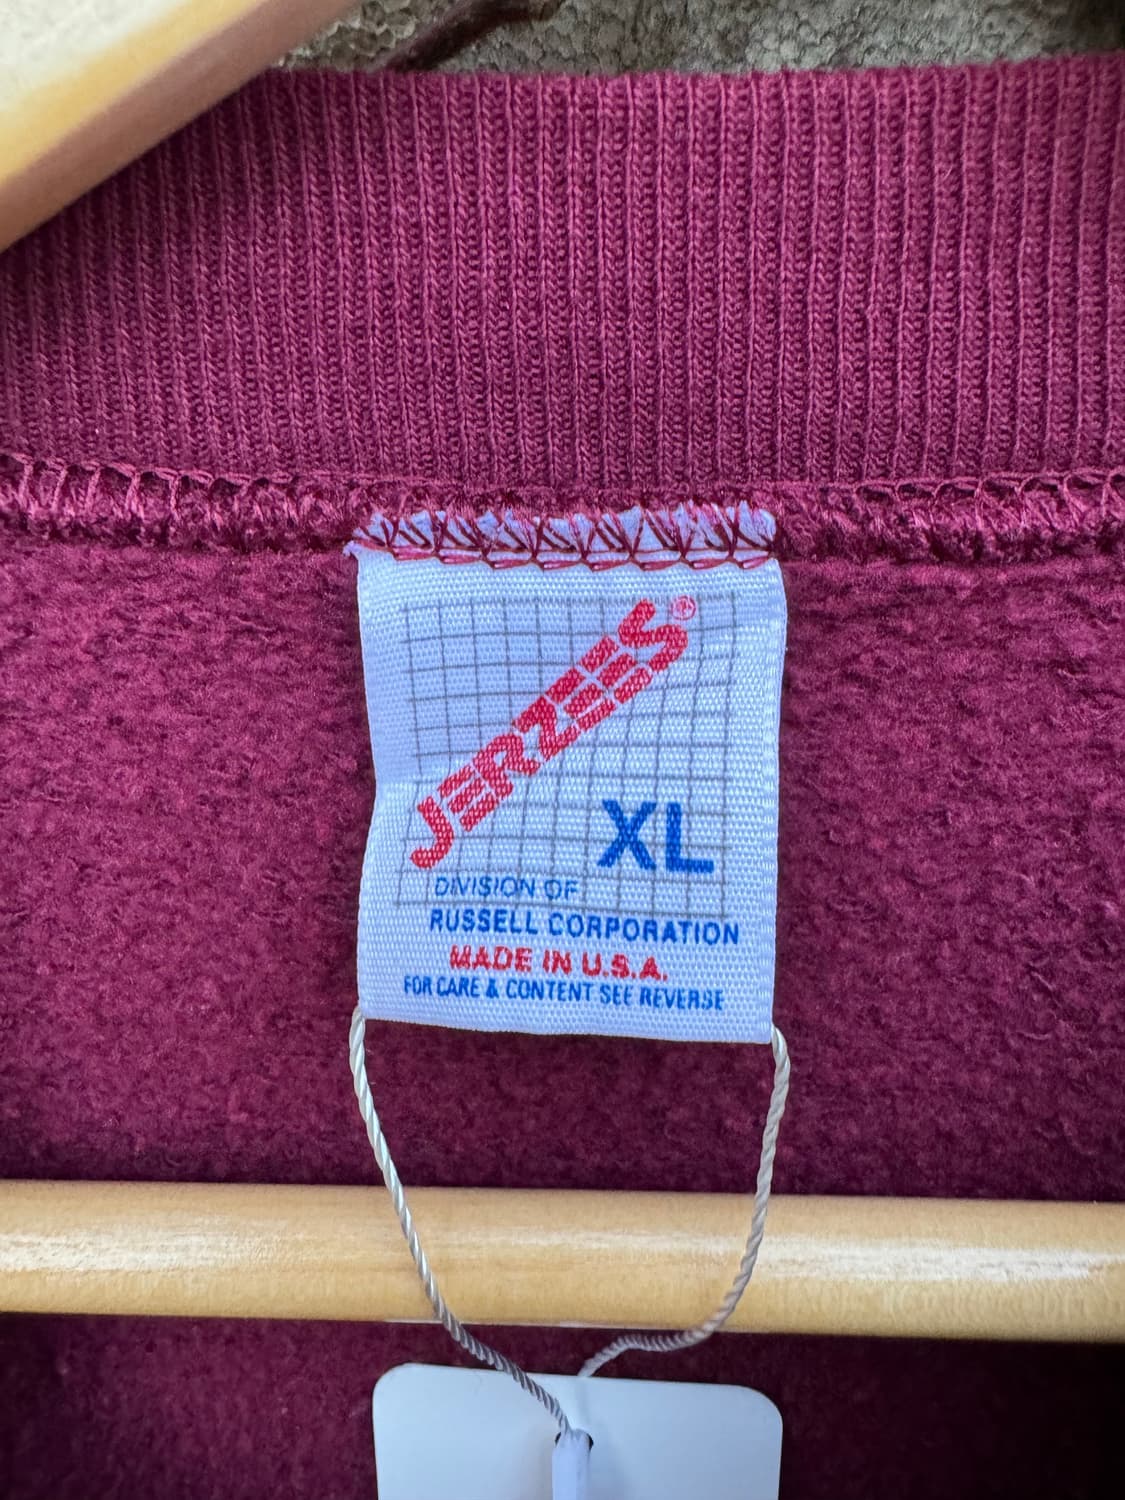 JERZEES®
XL
DIVISION OF
RUSSELL CORPORATION
MADE IN U.S.A.
FOR CARE & CONTENT SEE REVERSE